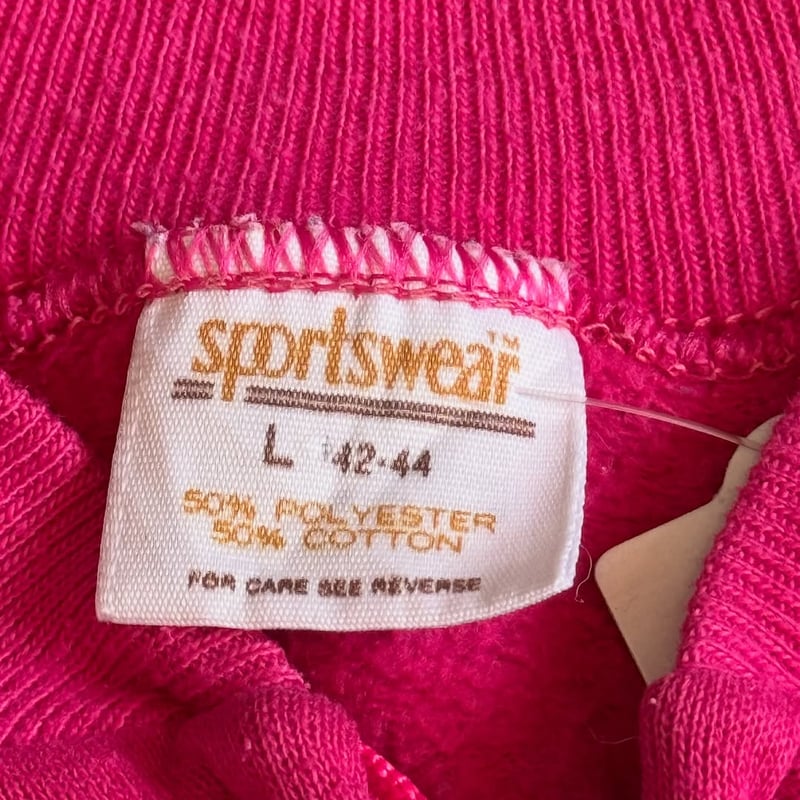 sportswear™
L 42-44
50% POLYESTER
50% COTTON
FOR CARE SEE REVERSE